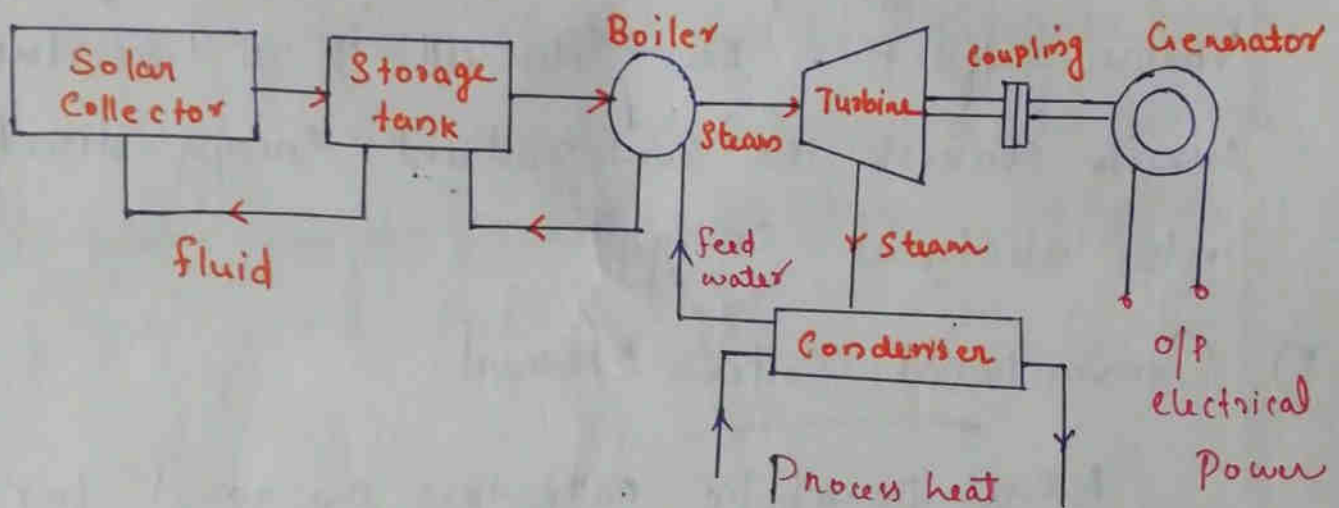 Boiler
Generator
coupling
Solar
Collector
Storage
tank
Turbine
Steam
fluid
feed
water
Steam
Condenser
O/P
electrical
Power
Process heat